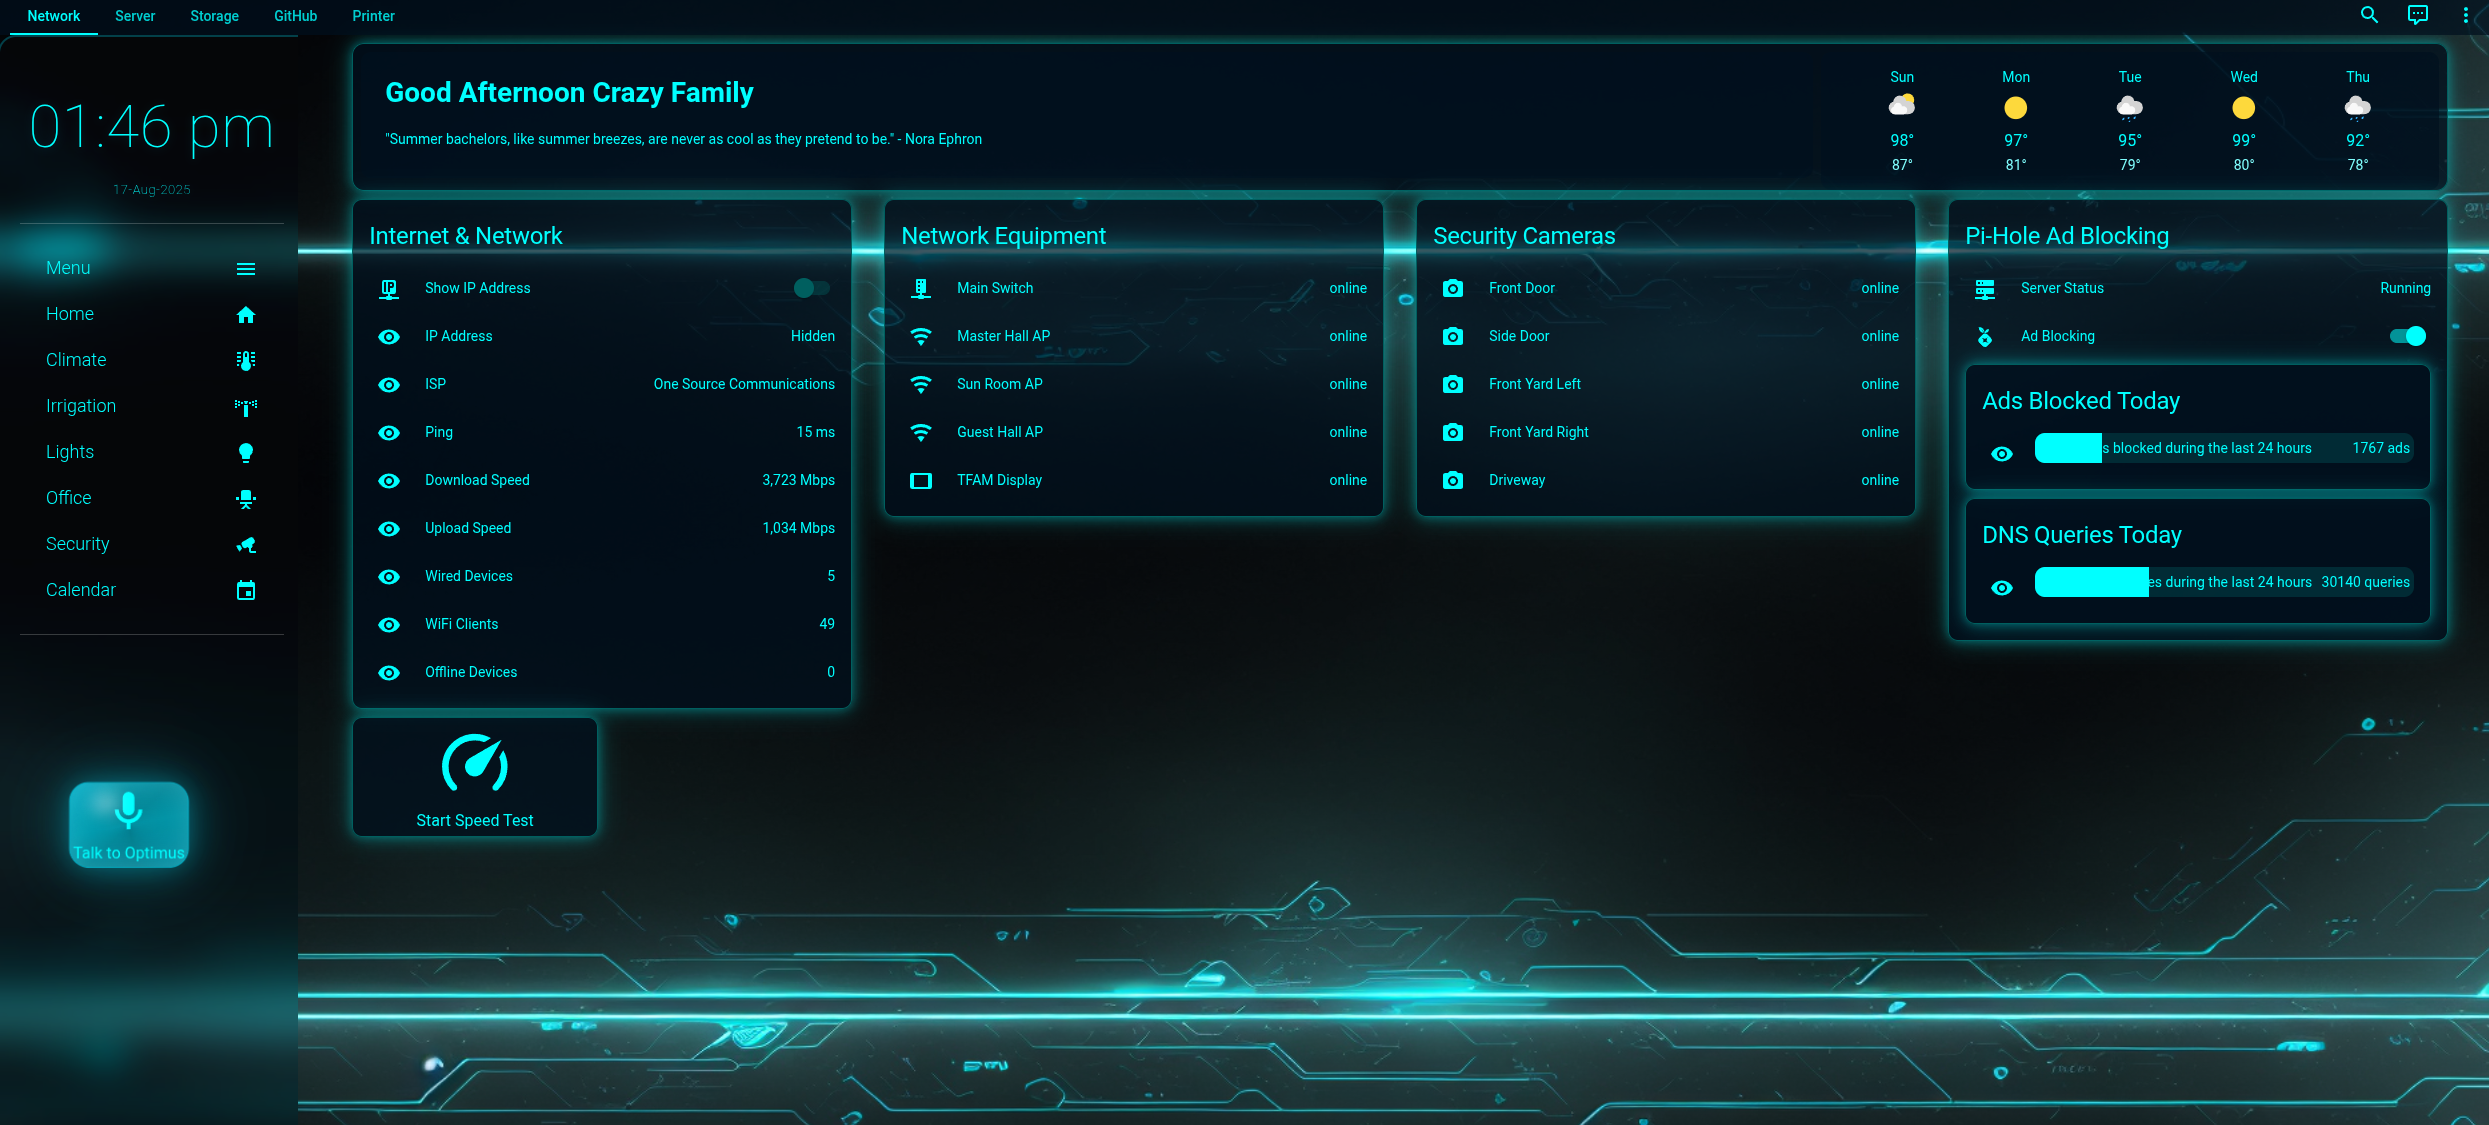 Network Server Storage GitHub Printer
01:46 pm
17-Aug-2025
Menu
Home
Climate
Irrigation
Lights
Office
Security
Calendar
Talk to Optimus
Good Afternoon Crazy Family
"Summer bachelors, like summer breezes, are never as cool as they pretend to be." - Nora Ephron
Sun Mon Tue Wed Thu
98° 97° 95° 99° 92°
87° 81° 79° 80° 78°
Internet & Network
Show IP Address
IP Address Hidden
ISP One Source Communications
Ping 15 ms
Download Speed 3,723 Mbps
Upload Speed 1,034 Mbps
Wired Devices 5
WiFi Clients 49
Offline Devices 0
Start Speed Test
Network Equipment
Main Switch online
Master Hall AP online
Sun Room AP online
Guest Hall AP online
TFAM Display online
Security Cameras
Front Door online
Side Door online
Front Yard Left online
Front Yard Right online
Driveway online
Pi-Hole Ad Blocking
Server Status Running
Ad Blocking
Ads Blocked Today
s blocked during the last 24 hours 1767 ads
DNS Queries Today
es during the last 24 hours 30140 queries